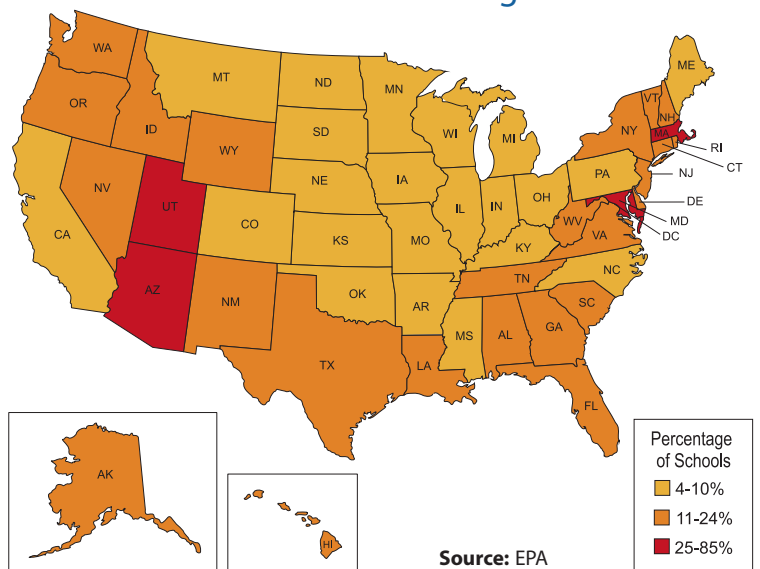 WA
MT
ND
MN
ME
OR
ID
SD
WI
MI
VT
NH
NY
MA
RI
CT
WY
NE
IA
PA
NJ
NV
UT
CO
KS
MO
IL
IN
OH
DE
MD
DC
CA
WV
VA
KY
AZ
NM
OK
AR
TN
NC
SC
TX
LA
MS
AL
GA
FL
AK
HI
Percentage
of Schools
4-10%
11-24%
25-85%
Source: EPA